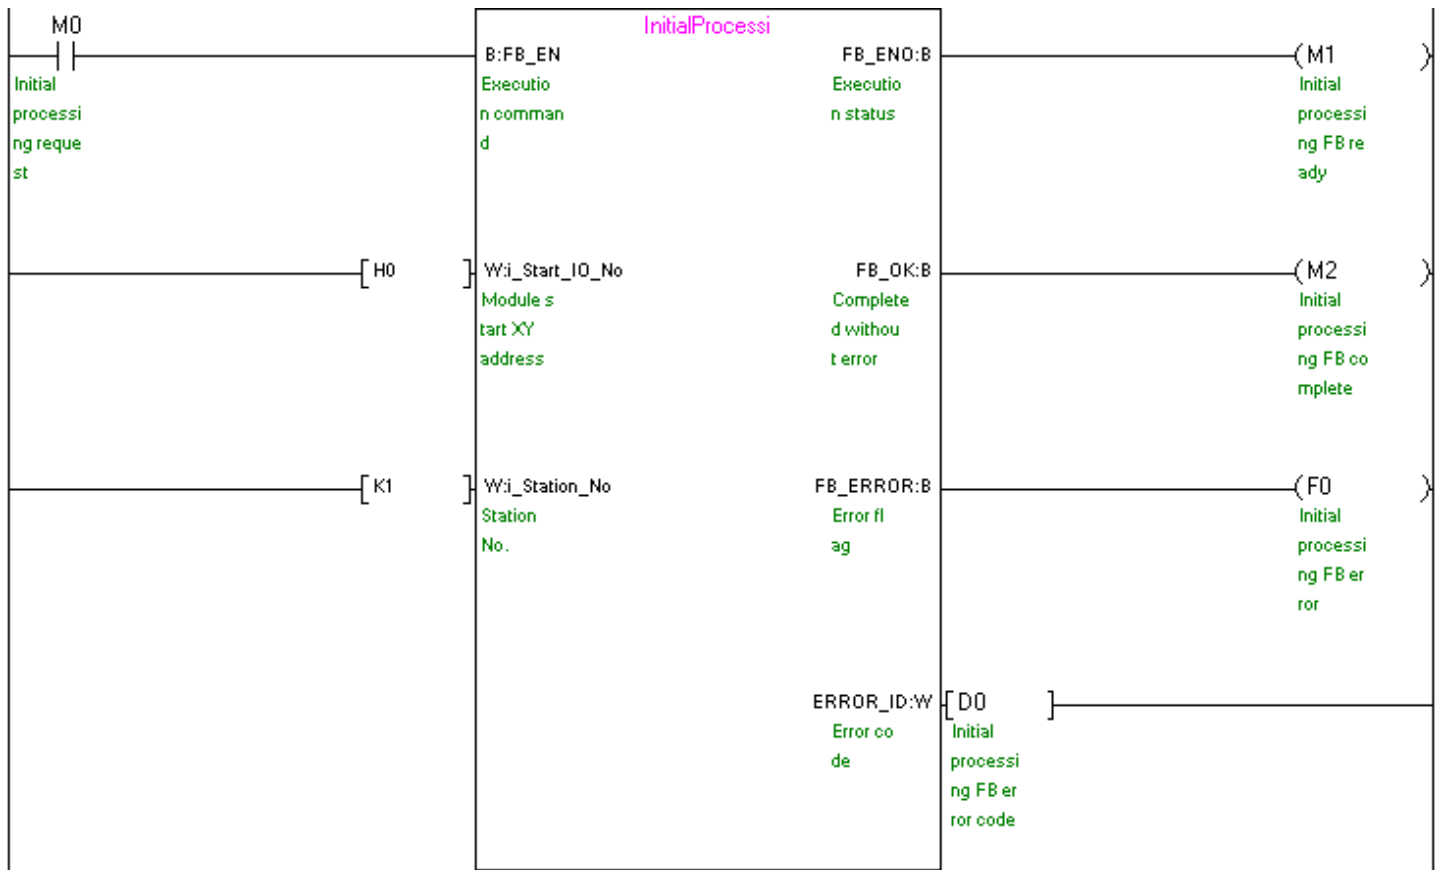 InitialProcessi
M0
B:FB_EN
FB_ENO:B
M1
Initial
processi
ng reque
st
Executio
n comman
d
Executio
n status
Initial
processi
ng FB re
ady
H0
W:i_Start_IO_No
FB_OK:B
M2
Module s
tart XY
address
Complete
d withou
t error
Initial
processi
ng FB co
mplete
K1
W:i_Station_No
FB_ERROR:B
F0
Station
No.
Error fl
ag
Initial
processi
ng FB er
ror
ERROR_ID:W
D0
Error co
de
Initial
processi
ng FB er
ror code